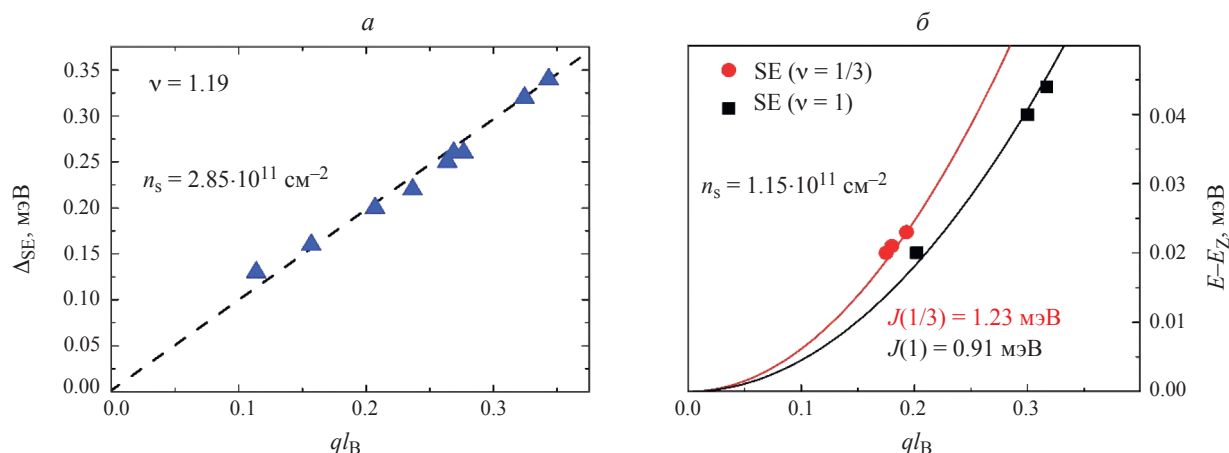 а
ν = 1.19
n_s = 2.85·10^11 см^−2
Δ_SE, мэВ
0.35
0.30
0.25
0.20
0.15
0.10
0.05
0.00
0.0
0.1
0.2
0.3
ql_B
б
SE (ν = 1/3)
SE (ν = 1)
n_s = 1.15·10^11 см^−2
J(1/3) = 1.23 мэВ
J(1) = 0.91 мэВ
0.04
0.03
0.02
0.01
0.00
E−E_Z, мэВ
0.0
0.1
0.2
0.3
ql_B